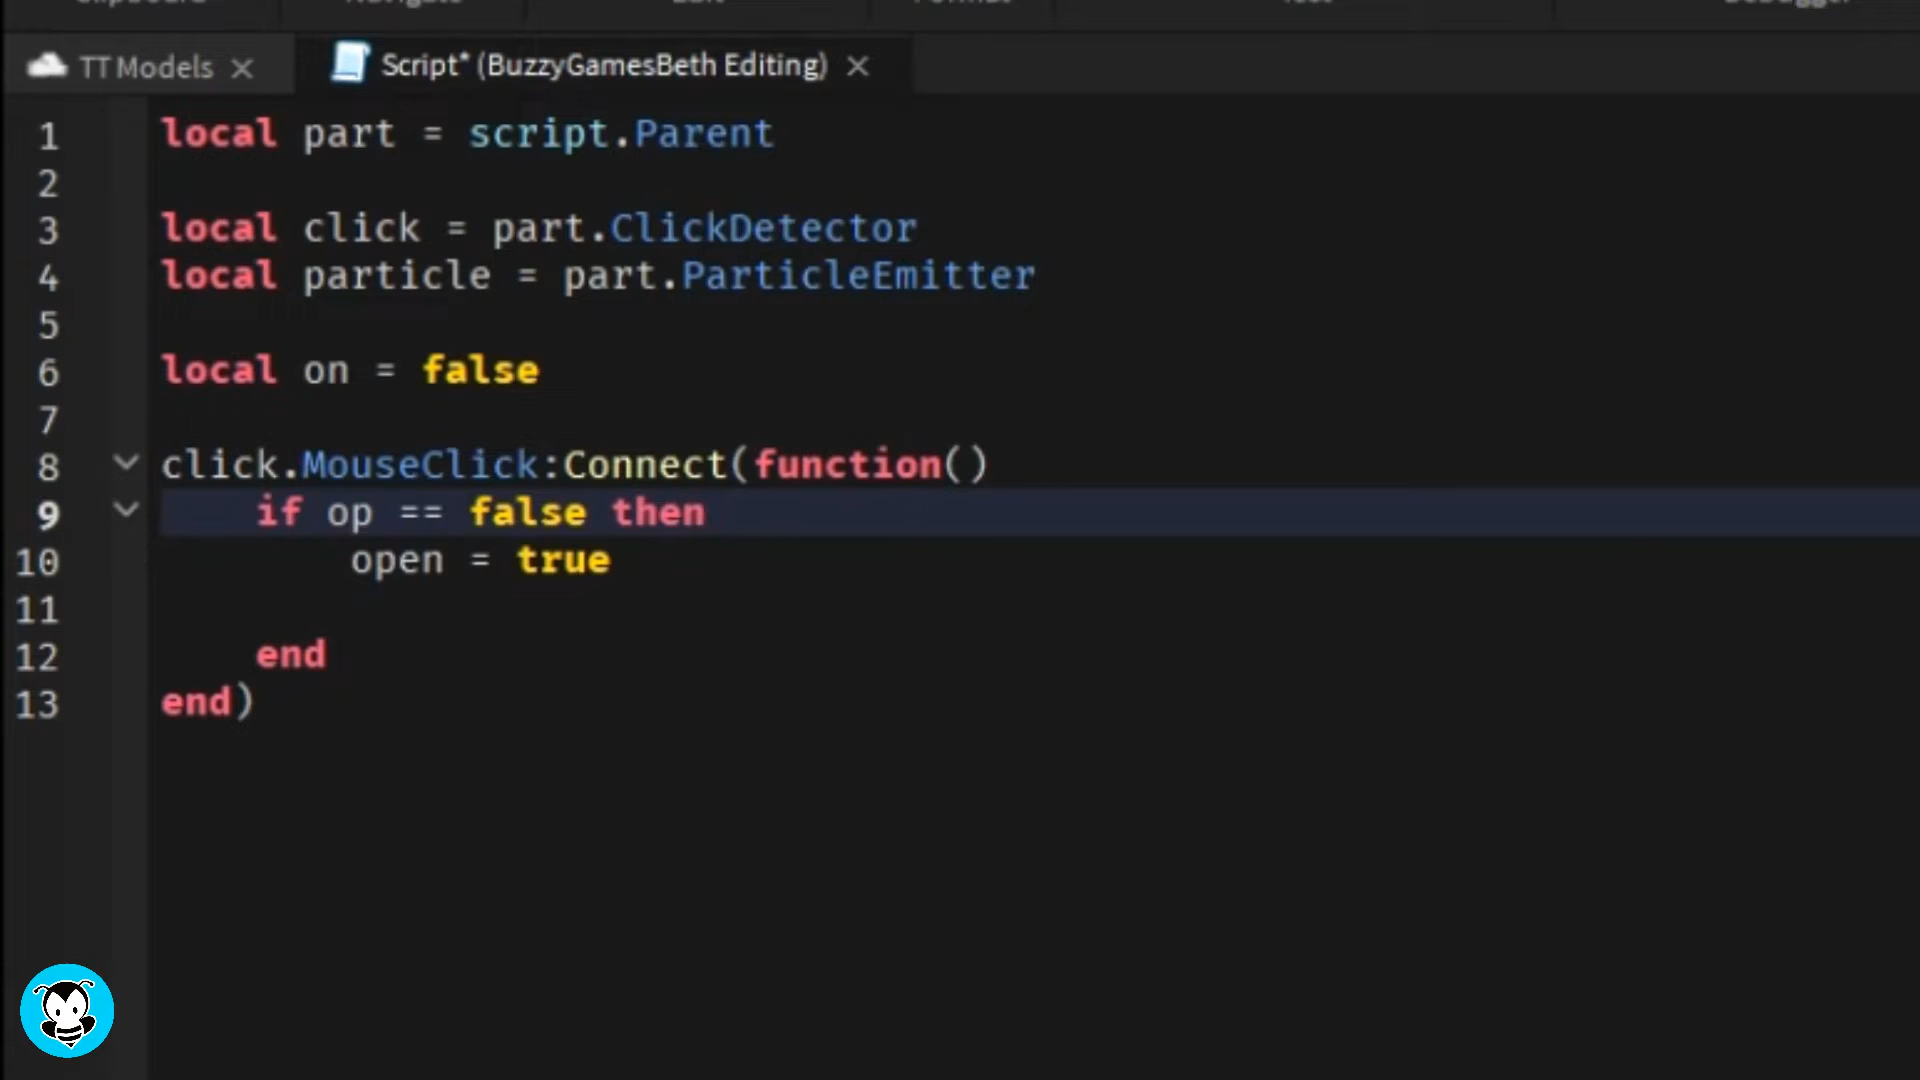 TT Models
Script* (BuzzyGamesBeth Editing)
1 local part = script.Parent
2
3 local click = part.ClickDetector
4 local particle = part.ParticleEmitter
5
6 local on = false
7
8 click.MouseClick:Connect(function()
9 if op == false then
10 open = true
11
12 end
13 end)